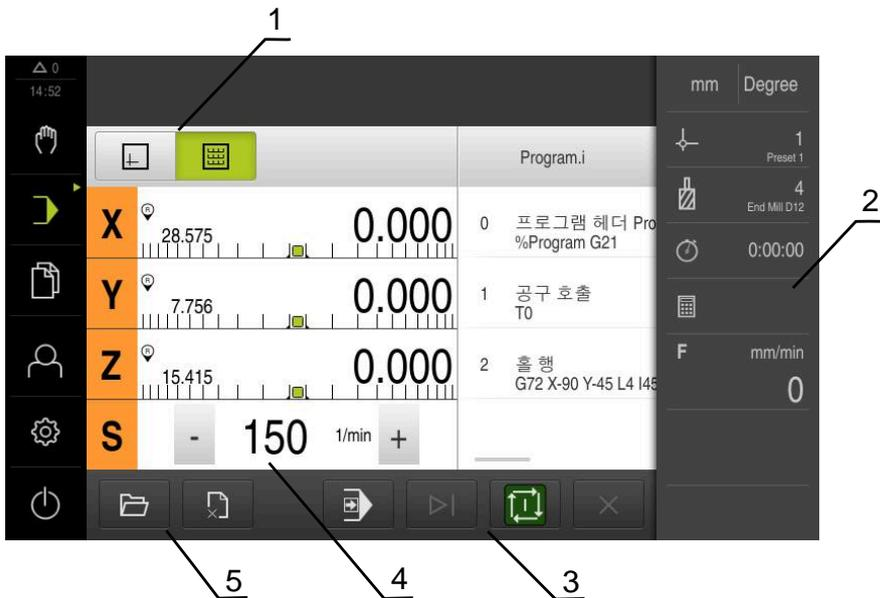 1
△ 0
14:52
mm Degree
Program.i
1
Preset 1
4
End Mill D12
2
X R 28.575 0.000
0 프로그램 헤더 Pro
%Program G21
0:00:00
Y R 7.756 0.000
1 공구 호출
T0
Z R 15.415 0.000
2 홀 행
G72 X-90 Y-45 L4 I45
F mm/min
0
S - 150 1/min +
5
4
3